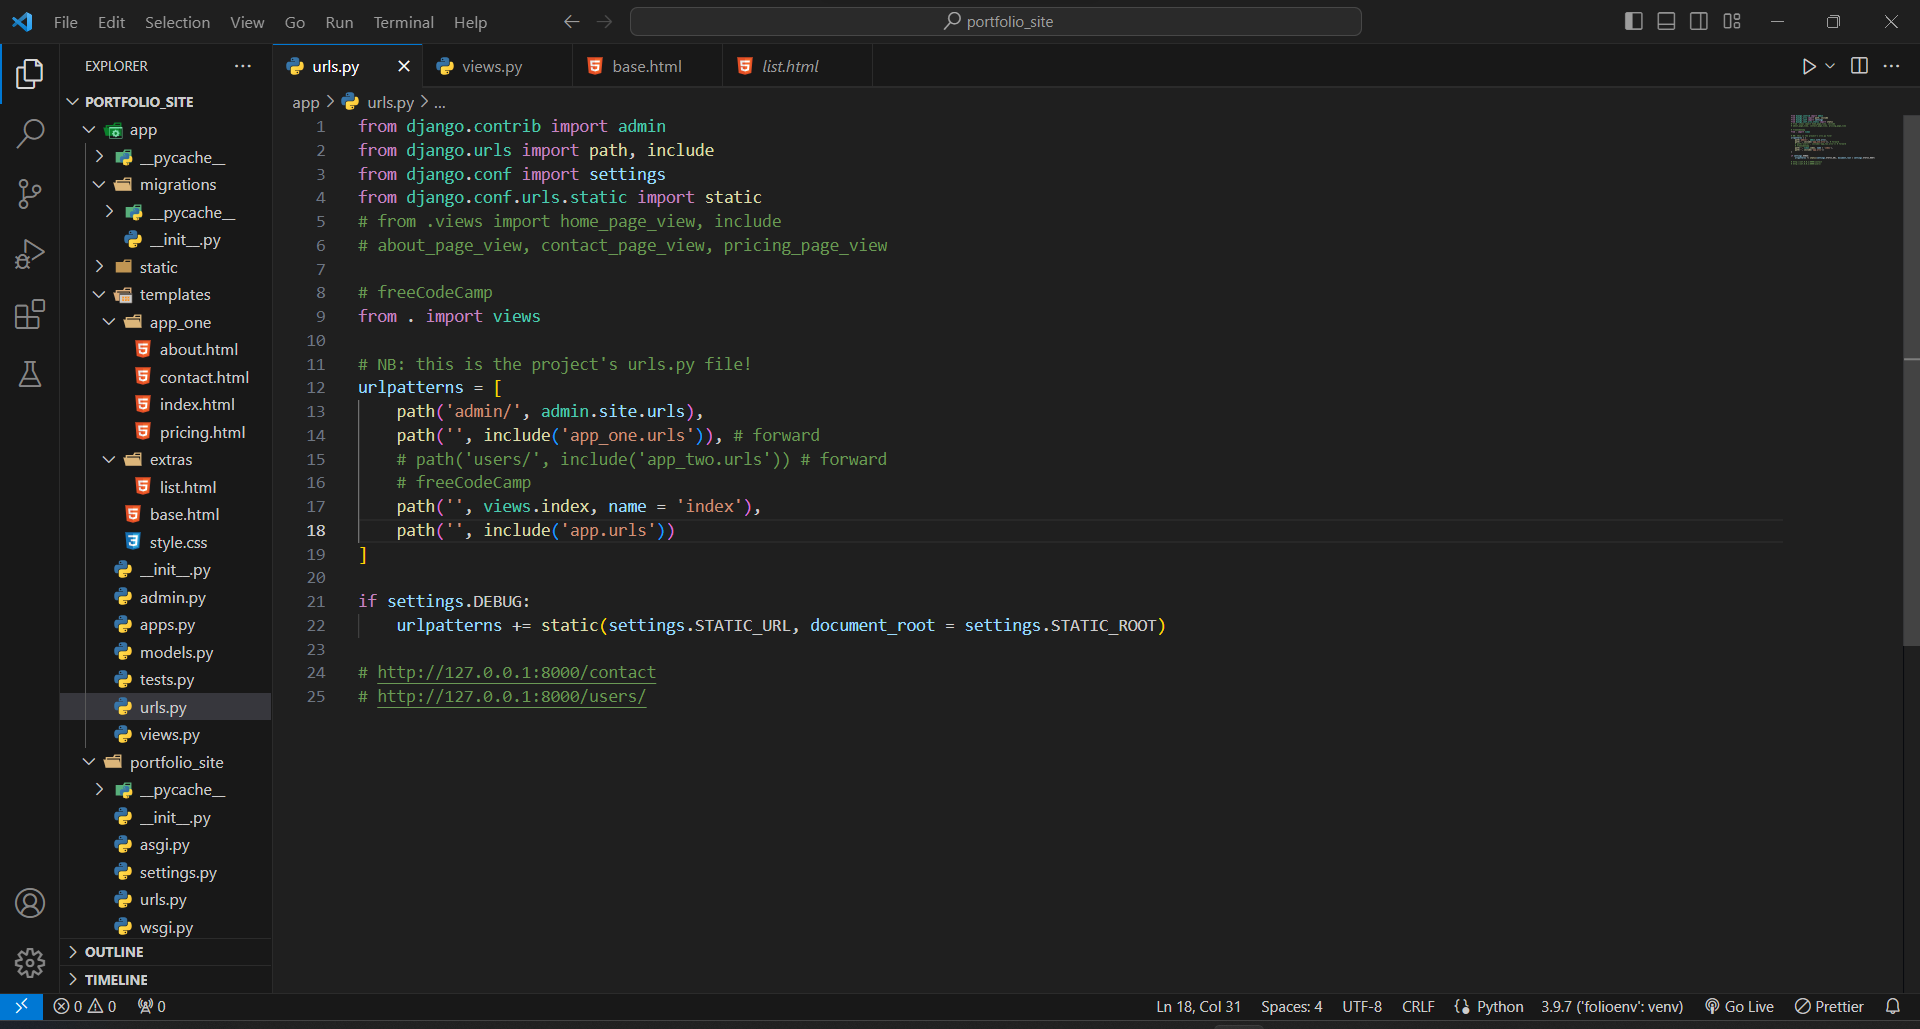 File Edit Selection View Go Run Terminal Help
portfolio_site
EXPLORER
PORTFOLIO_SITE
app
__pycache__
migrations
__pycache__
__init__.py
static
templates
app_one
about.html
contact.html
index.html
pricing.html
extras
list.html
base.html
style.css
__init__.py
admin.py
apps.py
models.py
tests.py
urls.py
views.py
portfolio_site
__pycache__
__init__.py
asgi.py
settings.py
urls.py
wsgi.py
OUTLINE
TIMELINE
urls.py views.py base.html list.html
app > urls.py > ...
1 from django.contrib import admin
2 from django.urls import path, include
3 from django.conf import settings
4 from django.conf.urls.static import static
5 # from .views import home_page_view, include
6 # about_page_view, contact_page_view, pricing_page_view
7
8 # freeCodeCamp
9 from . import views
10
11 # NB: this is the project's urls.py file!
12 urlpatterns = [
13     path('admin/', admin.site.urls),
14     path('', include('app_one.urls')), # forward
15     # path('users/', include('app_two.urls')) # forward
16     # freeCodeCamp
17     path('', views.index, name = 'index'),
18     path('', include('app.urls'))
19 ]
20
21 if settings.DEBUG:
22     urlpatterns += static(settings.STATIC_URL, document_root = settings.STATIC_ROOT)
23
24 # http://127.0.0.1:8000/contact
25 # http://127.0.0.1:8000/users/
0 0 0 Ln 18, Col 31 Spaces: 4 UTF-8 CRLF Python 3.9.7 ('folioenv': venv) Go Live Prettier